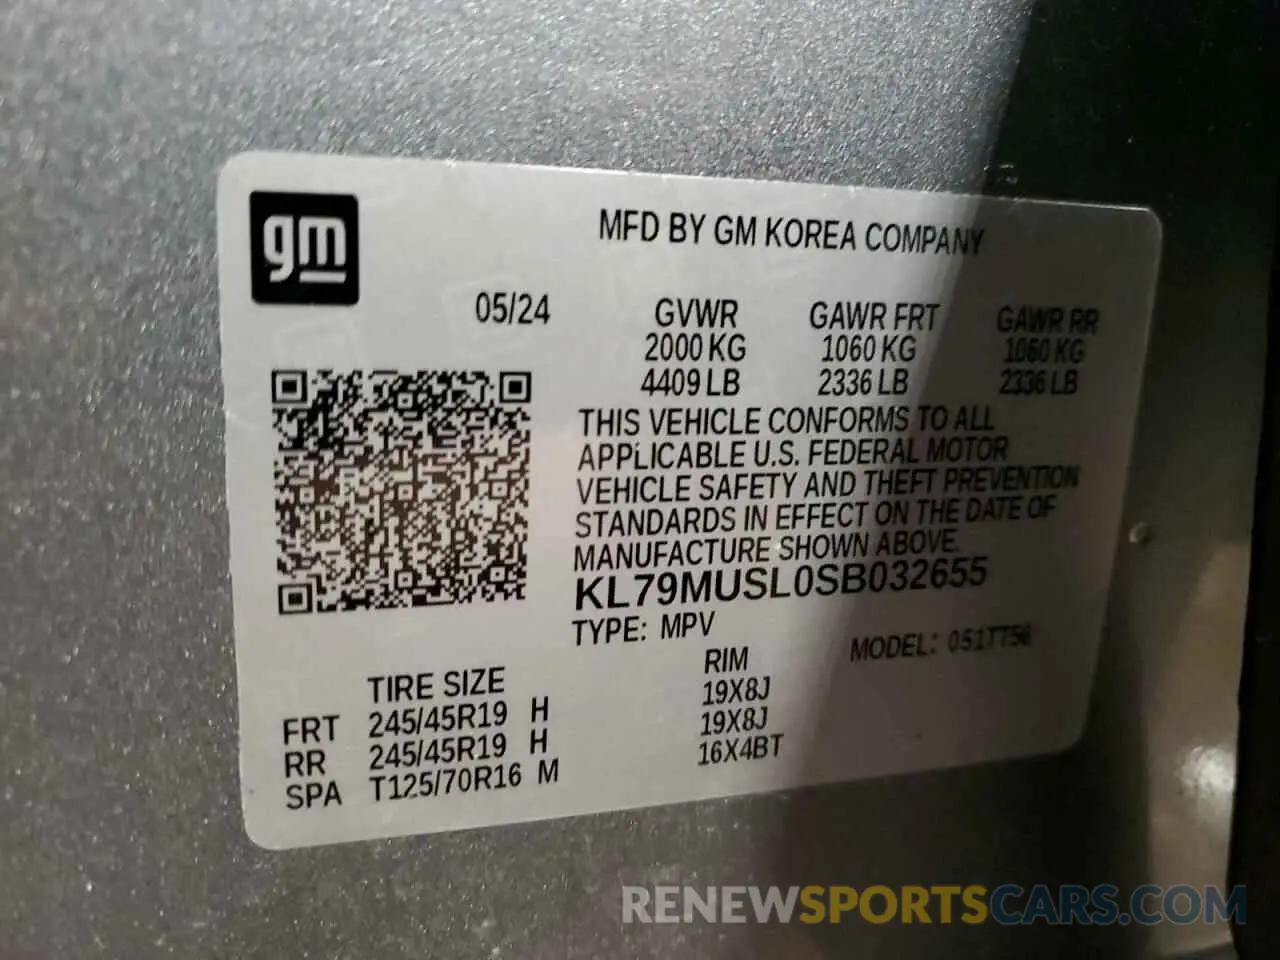 gm
MFD BY GM KOREA COMPANY
05/24
GVWR GAWR FRT GAWR RR
2000 KG 1060 KG 1060 KG
4409 LB 2336 LB 2336 LB
THIS VEHICLE CONFORMS TO ALL
APPLICABLE U.S. FEDERAL MOTOR
VEHICLE SAFETY AND THEFT PREVENTION
STANDARDS IN EFFECT ON THE DATE OF
MANUFACTURE SHOWN ABOVE.
KL79MUSL0SB032655
TYPE: MPV MODEL:
TIRE SIZE RIM
FRT 245/45R19 H 19X8J
RR 245/45R19 H 19X8J
SPA T125/70R16 M 16X4BT
RENEWSPORTSCARS.COM